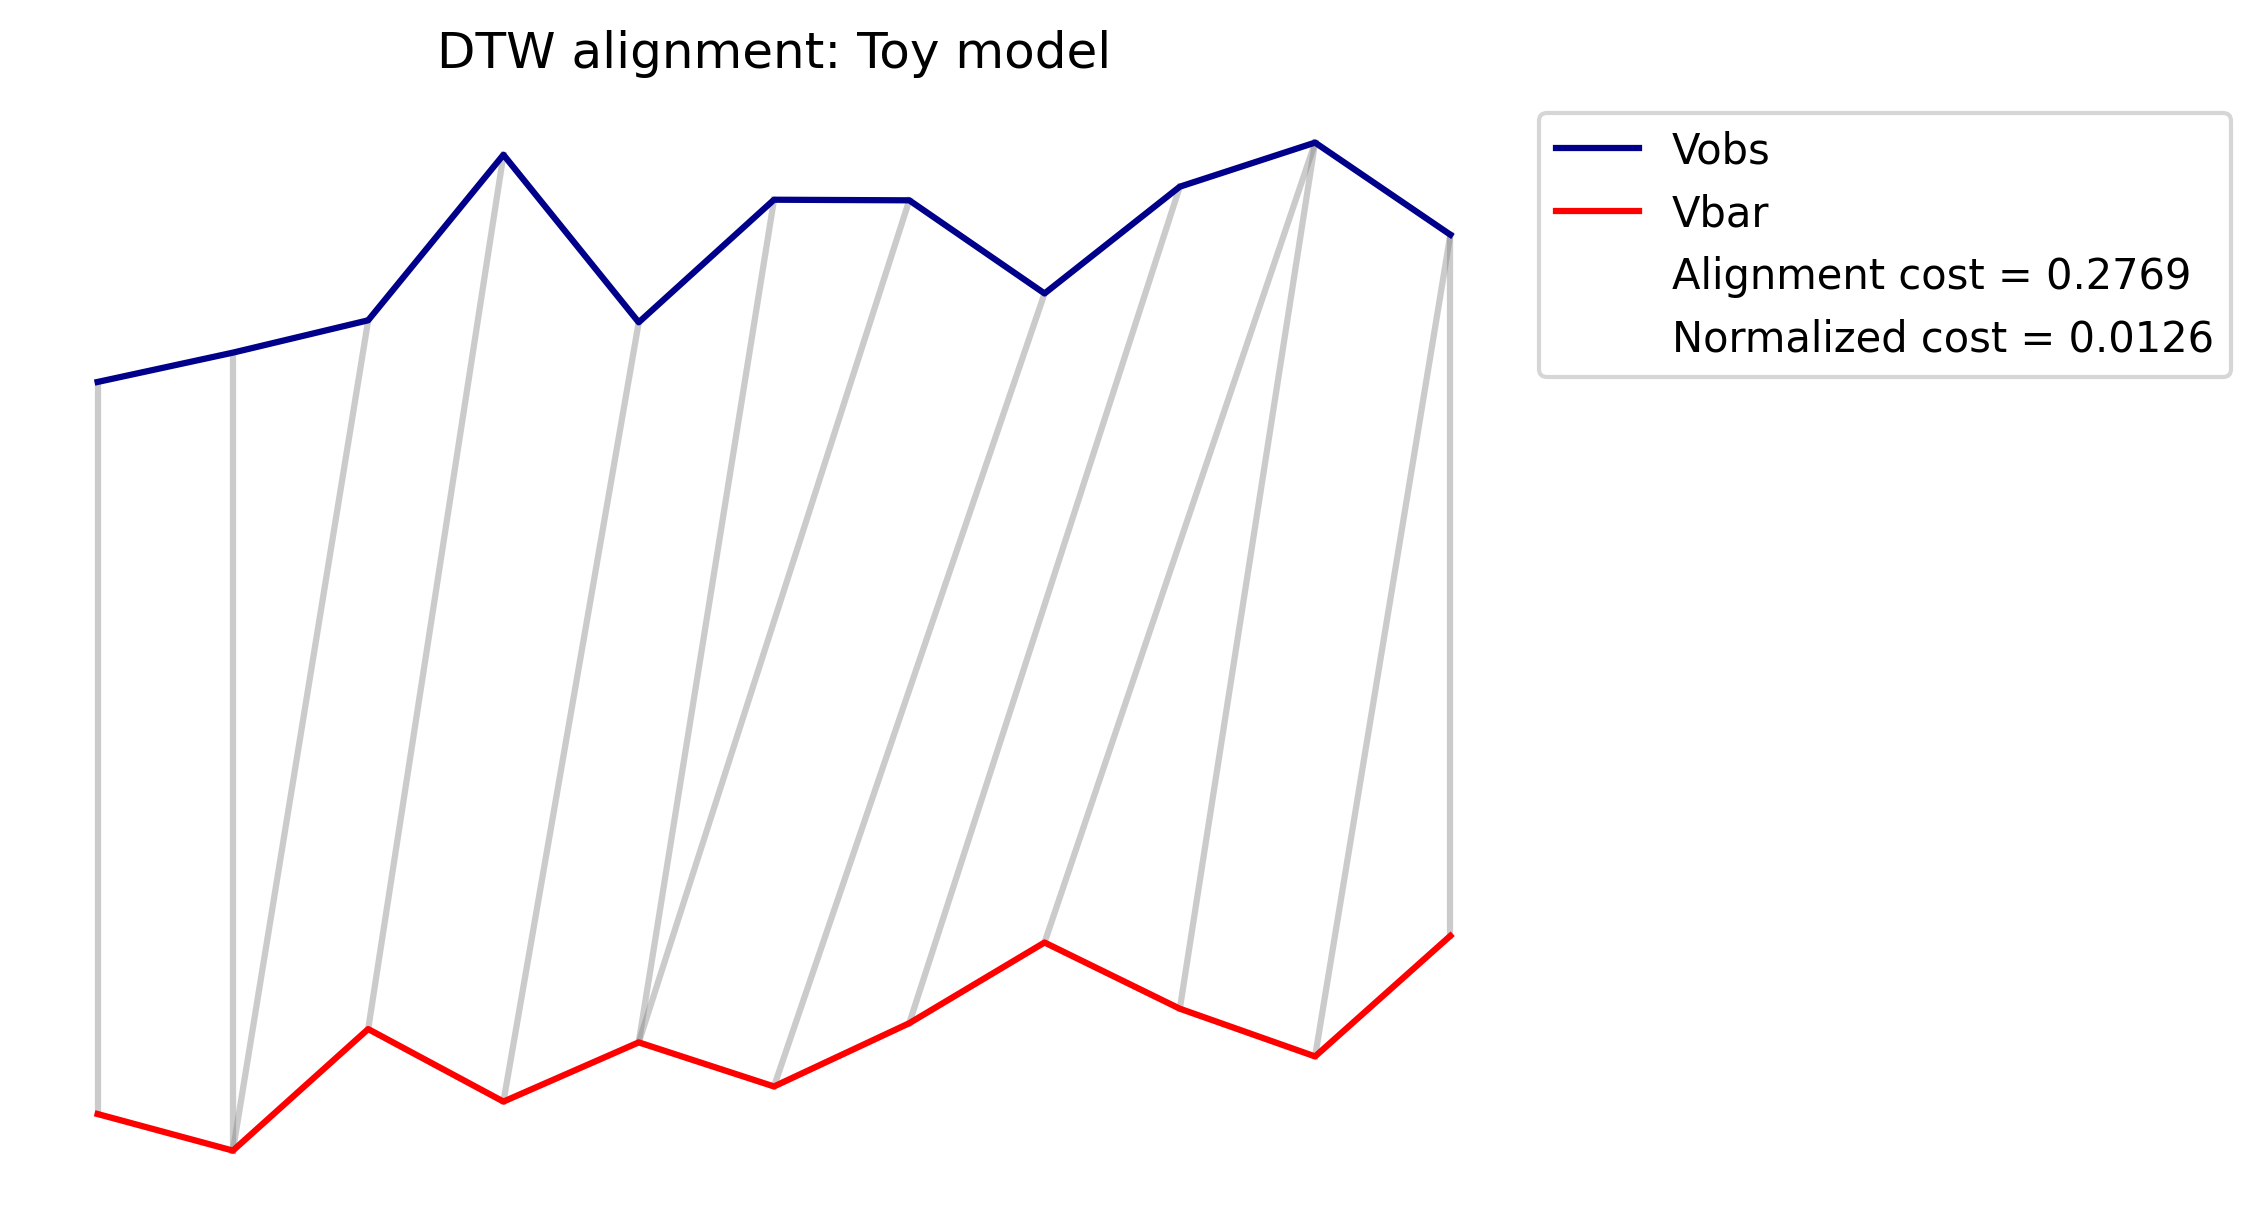 DTW alignment: Toy model
Vobs
Vbar
Alignment cost = 0.2769
Normalized cost = 0.0126